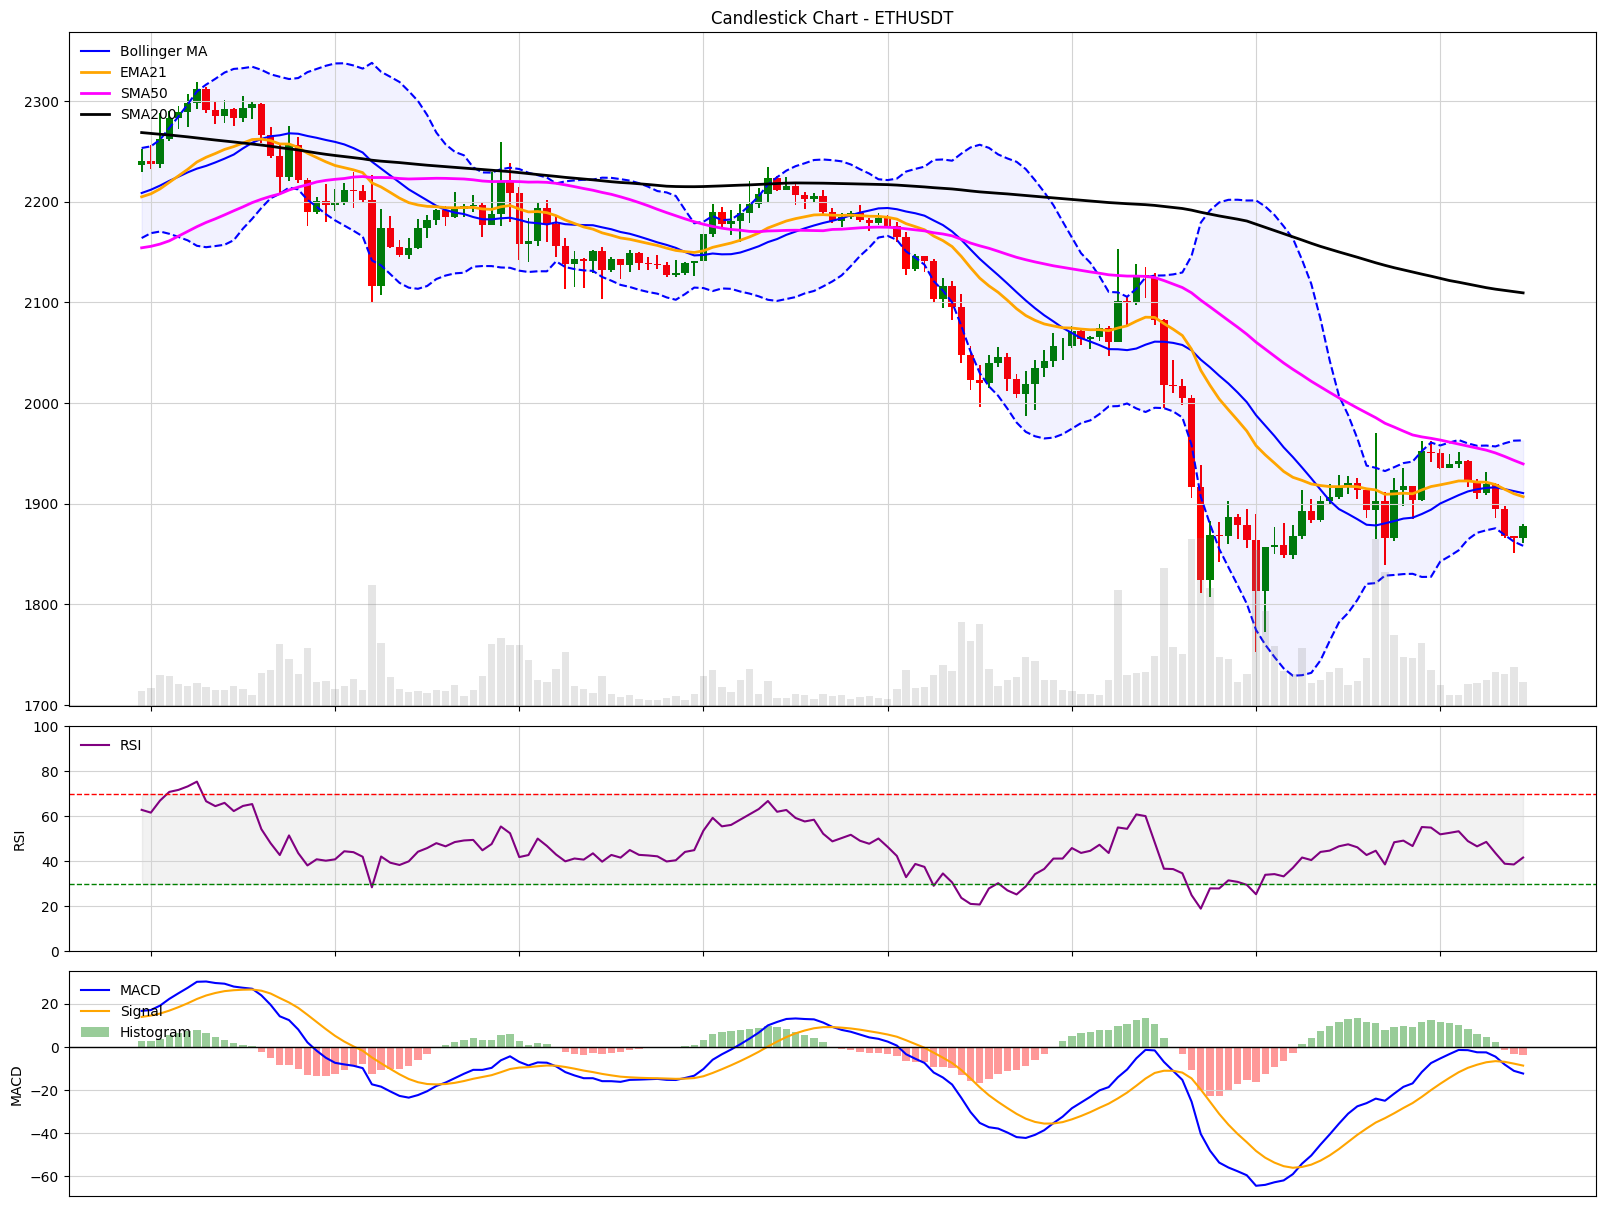 Candlestick Chart - ETHUSDT
Bollinger MA
EMA21
SMA50
SMA200
2300
2200
2100
2000
1900
1800
1700
RSI
100
80
60
40
20
0
RSI
MACD
Signal
Histogram
20
0
−20
−40
−60
MACD